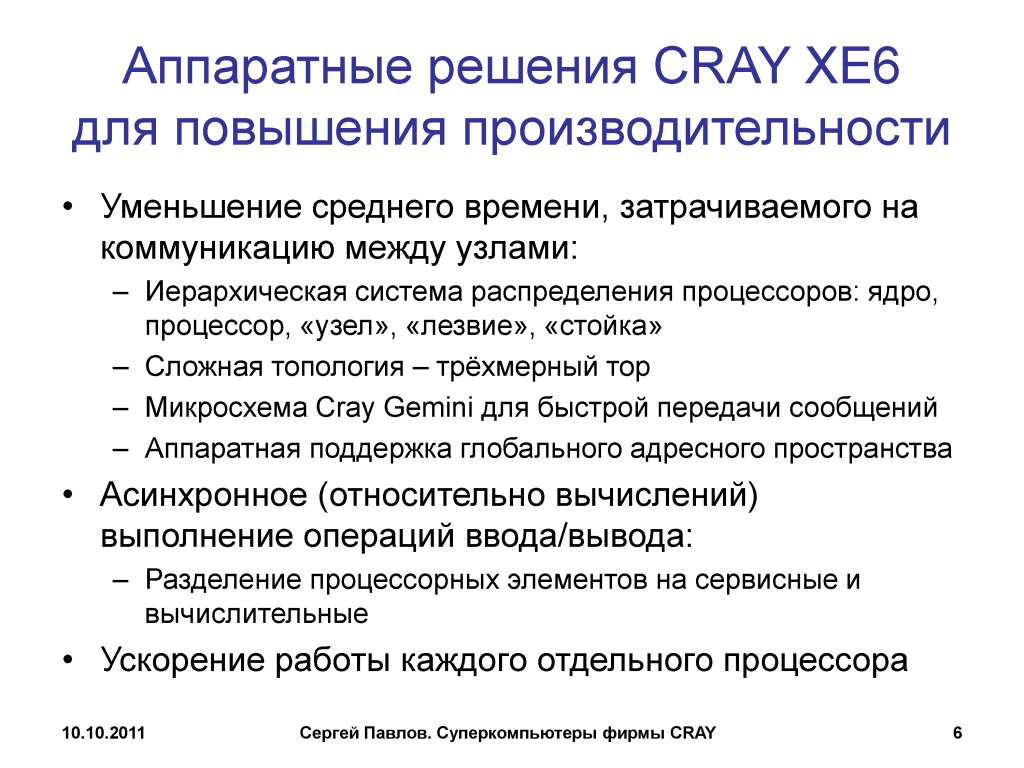 Аппаратные решения CRAY XE6
для повышения производительности
• Уменьшение среднего времени, затрачиваемого на
коммуникацию между узлами:
– Иерархическая система распределения процессоров: ядро,
процессор, «узел», «лезвие», «стойка»
– Сложная топология – трёхмерный тор
– Микросхема Cray Gemini для быстрой передачи сообщений
– Аппаратная поддержка глобального адресного пространства
• Асинхронное (относительно вычислений)
выполнение операций ввода/вывода:
– Разделение процессорных элементов на сервисные и
вычислительные
• Ускорение работы каждого отдельного процессора
10.10.2011 Сергей Павлов. Суперкомпьютеры фирмы CRAY 6